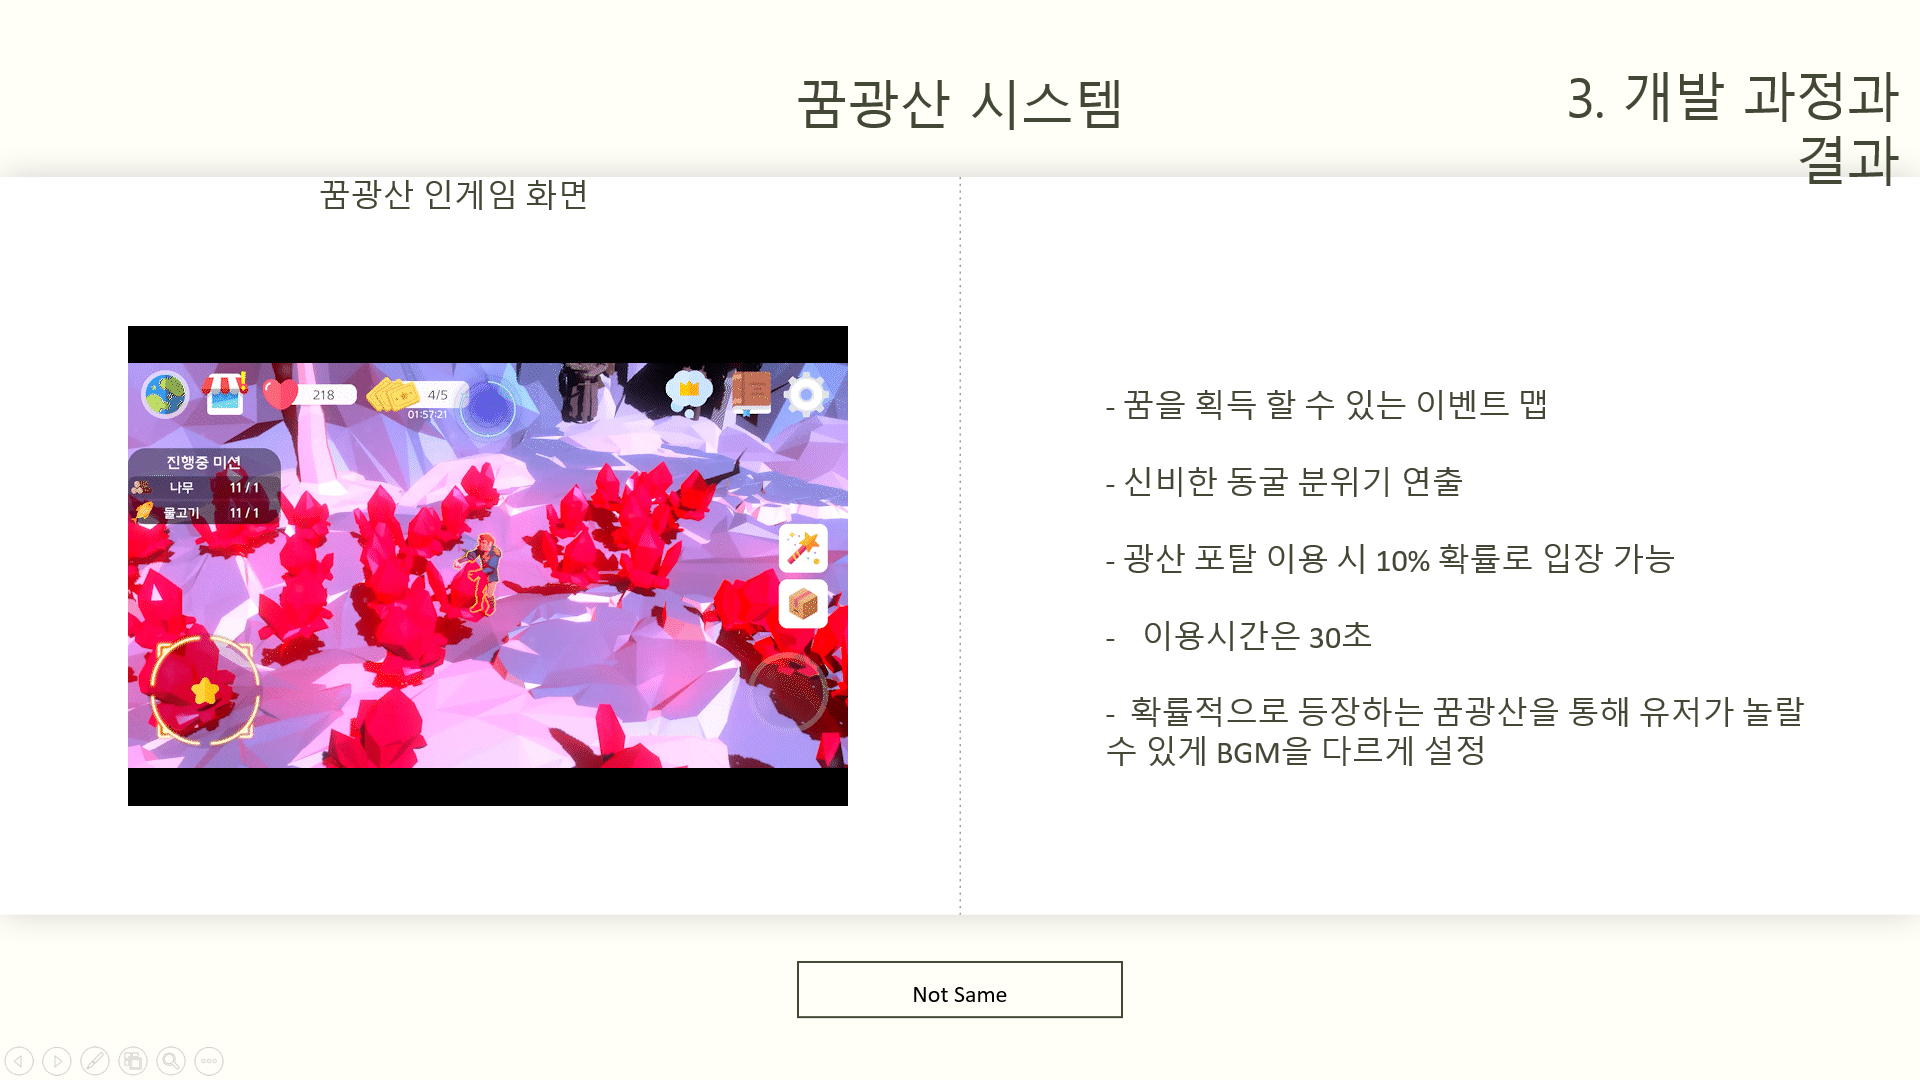 꿈광산 시스템
3. 개발 과정과
결과
꿈광산 인게임 화면
218
4/5
01:57:21
진행중 미션
나무 11 / 1
물고기 11 / 1
- 꿈을 획득 할 수 있는 이벤트 맵
- 신비한 동굴 분위기 연출
- 광산 포탈 이용 시 10% 확률로 입장 가능
- 이용시간은 30초
- 확률적으로 등장하는 꿈광산을 통해 유저가 놀랄
수 있게 BGM을 다르게 설정
Not Same